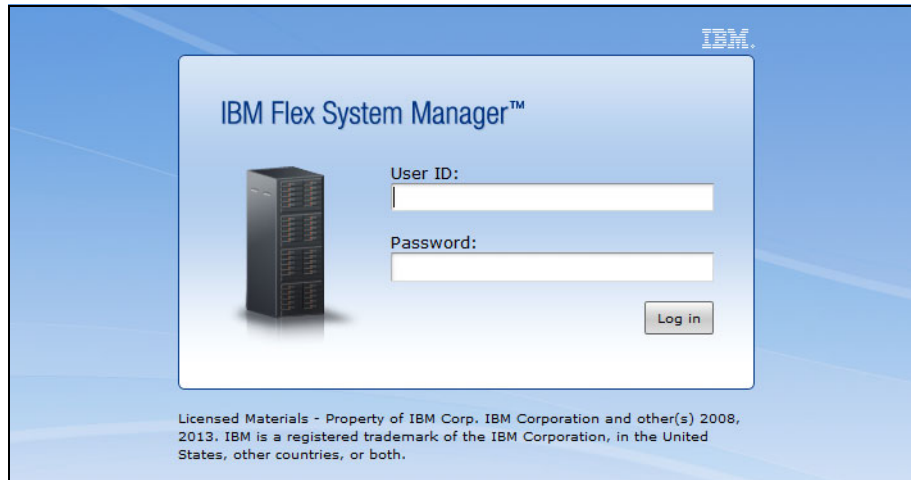 IBM.
IBM Flex System Manager™
User ID:
Password:
Log in
Licensed Materials - Property of IBM Corp. IBM Corporation and other(s) 2008,
2013. IBM is a registered trademark of the IBM Corporation, in the United
States, other countries, or both.